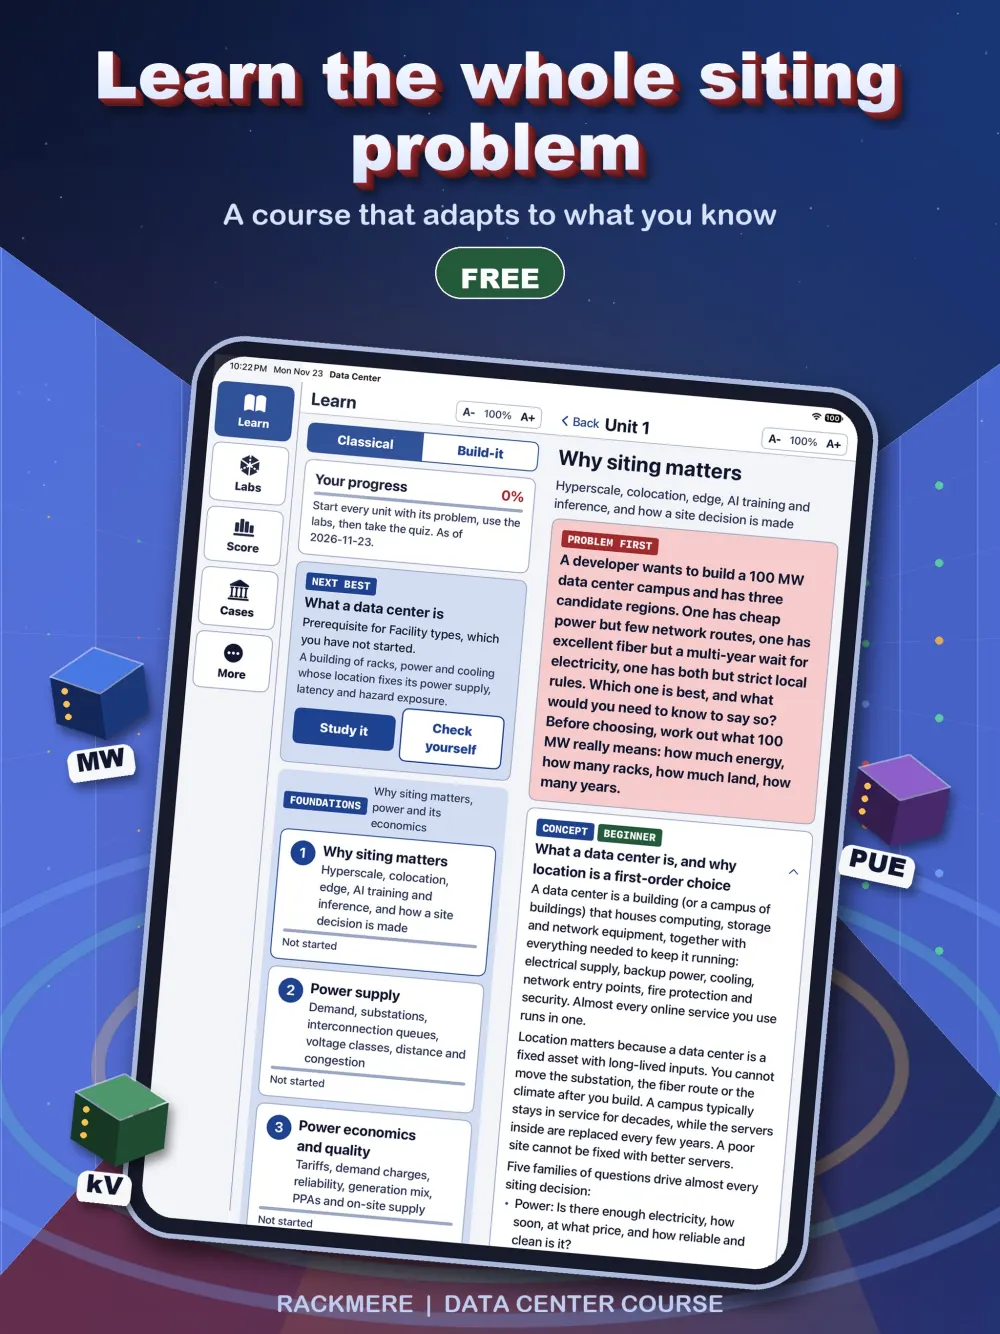 Learn the whole siting
problem
A course that adapts to what you know
FREE
10:22 PM Mon Nov 23 Data Center
100
Learn
Labs
Score
Cases
More
Learn
A- 100% A+
Classical
Build-it
Your progress
0%
Start every unit with its problem, use the
labs, then take the quiz. As of
2026-11-23.
NEXT BEST
What a data center is
Prerequisite for Facility types, which
you have not started.
A building of racks, power and cooling
whose location fixes its power supply,
latency and hazard exposure.
Study it
Check
yourself
FOUNDATIONS
Why siting matters,
power and its
economics
1
Why siting matters
Hyperscale, colocation,
edge, AI training and
inference, and how a site
decision is made
Not started
2
Power supply
Demand, substations,
interconnection queues,
voltage classes, distance and
congestion
Not started
3
Power economics
and quality
Tariffs, demand charges,
reliability, generation mix,
PPAs and on-site supply
Not started
Back Unit 1
A- 100% A+
Why siting matters
Hyperscale, colocation, edge, AI training and
inference, and how a site decision is made
PROBLEM FIRST
A developer wants to build a 100 MW
data center campus and has three
candidate regions. One has cheap
power but few network routes, one has
excellent fiber but a multi-year wait for
electricity, one has both but strict local
rules. Which one is best, and what
would you need to know to say so?
Before choosing, work out what 100
MW really means: how much energy,
how many racks, how much land, how
many years.
CONCEPT BEGINNER
What a data center is, and why
location is a first-order choice
A data center is a building (or a campus of
buildings) that houses computing, storage
and network equipment, together with
everything needed to keep it running:
electrical supply, backup power, cooling,
network entry points, fire protection and
security. Almost every online service you use
runs in one.
Location matters because a data center is a
fixed asset with long-lived inputs. You cannot
move the substation, the fiber route or the
climate after you build. A campus typically
stays in service for decades, while the servers
inside are replaced every few years. A poor
site cannot be fixed with better servers.
Five families of questions drive almost every
siting decision:
• Power: Is there enough electricity, how
soon, at what price, and how reliable and
clean is it?
MW
PUE
kV
RACKMERE | DATA CENTER COURSE